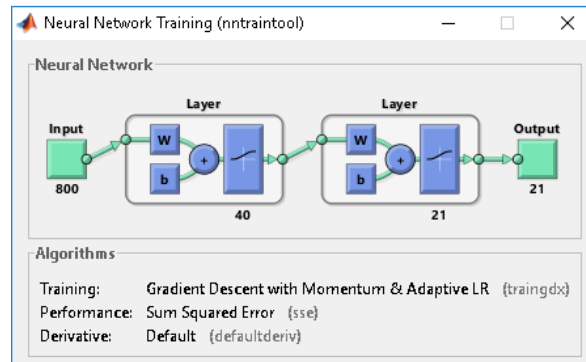 Neural Network Training (nntraintool)
Neural Network
Layer Layer
Input Output
W W
+ +
b b
800 21
40 21
Algorithms
Training: Gradient Descent with Momentum & Adaptive LR (traingdx)
Performance: Sum Squared Error (sse)
Derivative: Default (defaultderiv)